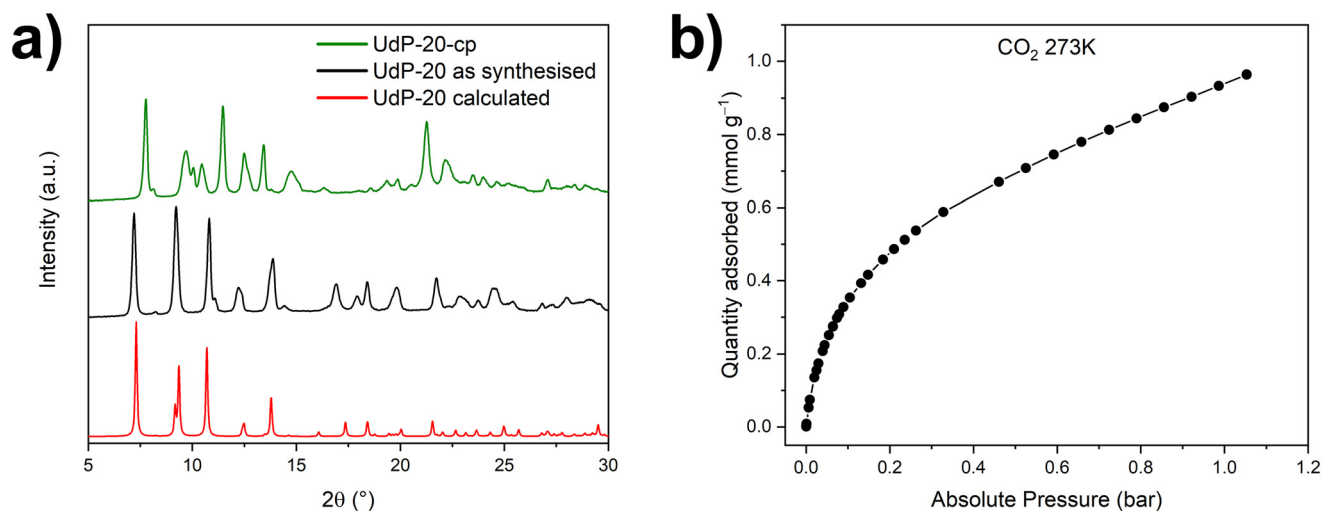 a)
UdP-20-cp
UdP-20 as synthesised
UdP-20 calculated
Intensity (a.u.)
5 10 15 20 25 30
2θ (°)
b)
CO₂ 273K
1.0
0.8
0.6
0.4
0.2
0.0
Quantity adsorbed (mmol g⁻¹)
0.0 0.2 0.4 0.6 0.8 1.0 1.2
Absolute Pressure (bar)